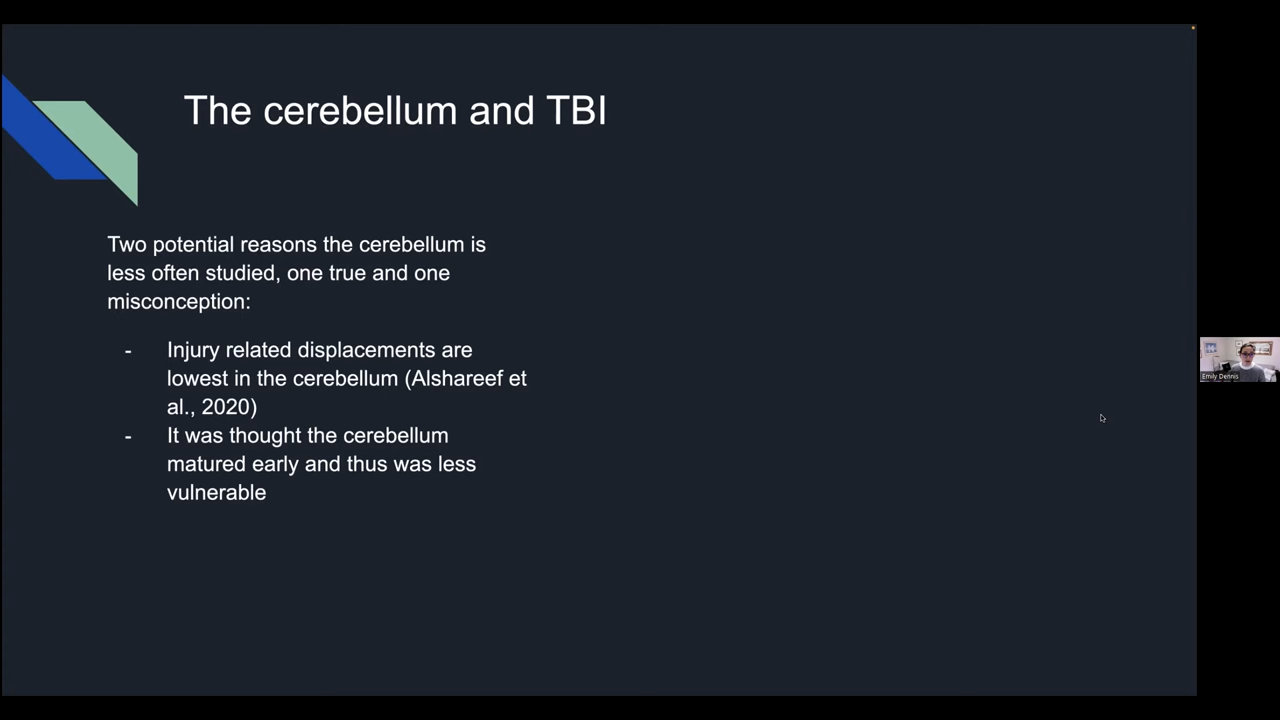 The cerebellum and TBI
Two potential reasons the cerebellum is
less often studied, one true and one
misconception:
- Injury related displacements are
lowest in the cerebellum (Alshareef et
al., 2020)
- It was thought the cerebellum
matured early and thus was less
vulnerable
Emily Dennis